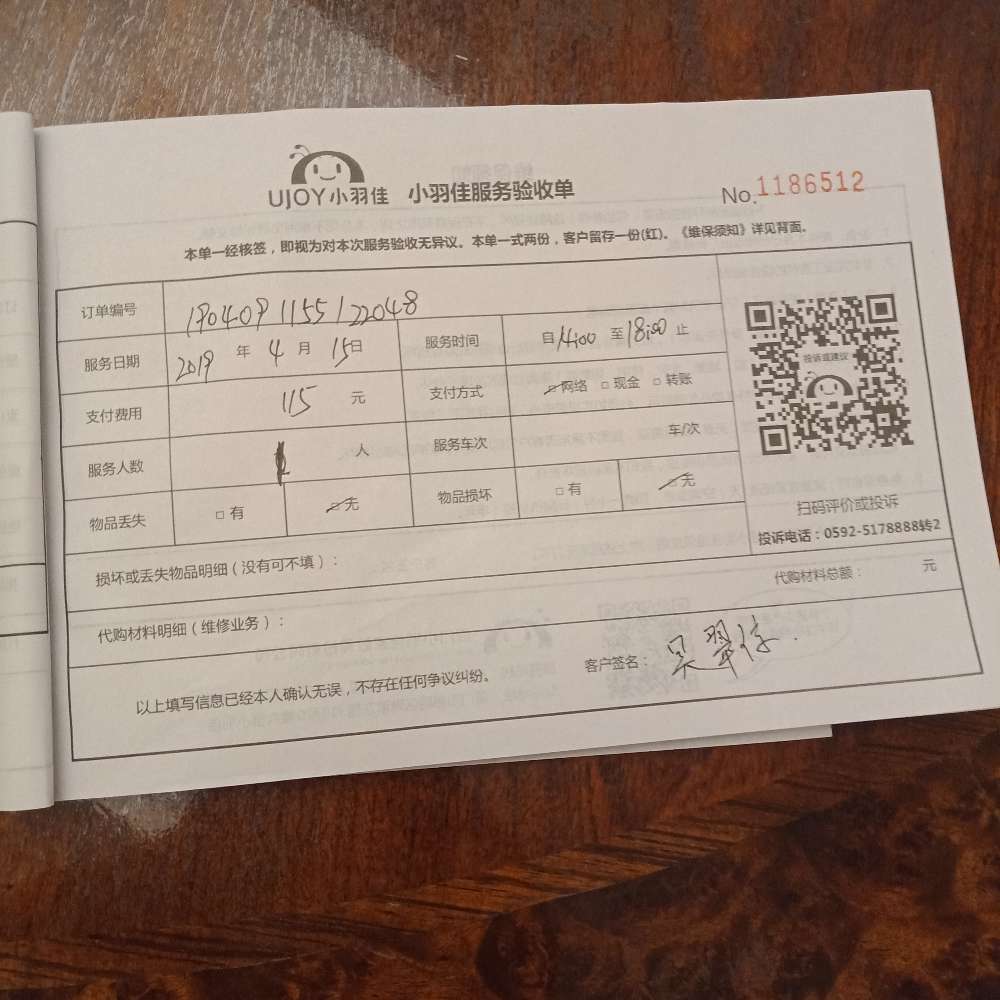 UJOY小羽佳 小羽佳服务验收单
No.1186512
本单一经核签，即视为对本次服务验收无异议。本单一式两份，客户留存一份(红)。《维保须知》详见背面。
订单编号 190409115512204８
服务日期 2019 年 4 月 15日 服务时间 自14:00 至18:00 止
支付费用 115 元 支付方式 □ 网络 □ 现金 □ 转账
服务人数 1 人 服务车次 车/次
物品丢失 □ 有 □ 无 物品损坏 □ 有 □ 无
投诉或建议
扫码评价或投诉
投诉电话：0592-5178888转2
损坏或丢失物品明细（没有可不填）：
代购材料明细（维修业务）： 代购材料总额： 元
以上填写信息已经本人确认无误，不存在任何争议纠纷。 客户签名： 吴翠